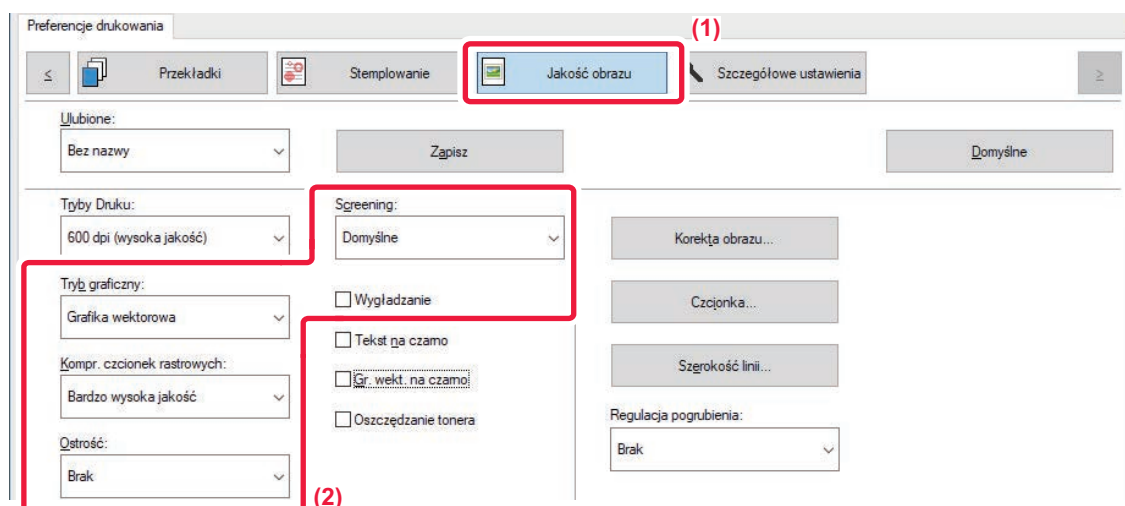 Preferencje drukowania
(1)
< Przekładki Stemplowanie Jakość obrazu Szczegółowe ustawienia >
Ulubione:
Bez nazwy Zapisz Domyślne
Tryby Druku: Screening:
600 dpi (wysoka jakość) Domyślne Korekta obrazu...
Tryb graficzny: Wygładzanie
Grafika wektorowa Czcionka...
Tekst na czarno
Kompr. czcionek rastrowych: Szerokość linii...
Bardzo wysoka jakość Gr. wekt. na czarno
Oszczędzanie tonera Regulacja pogrubienia:
Ostrość: Brak
Brak
(2)